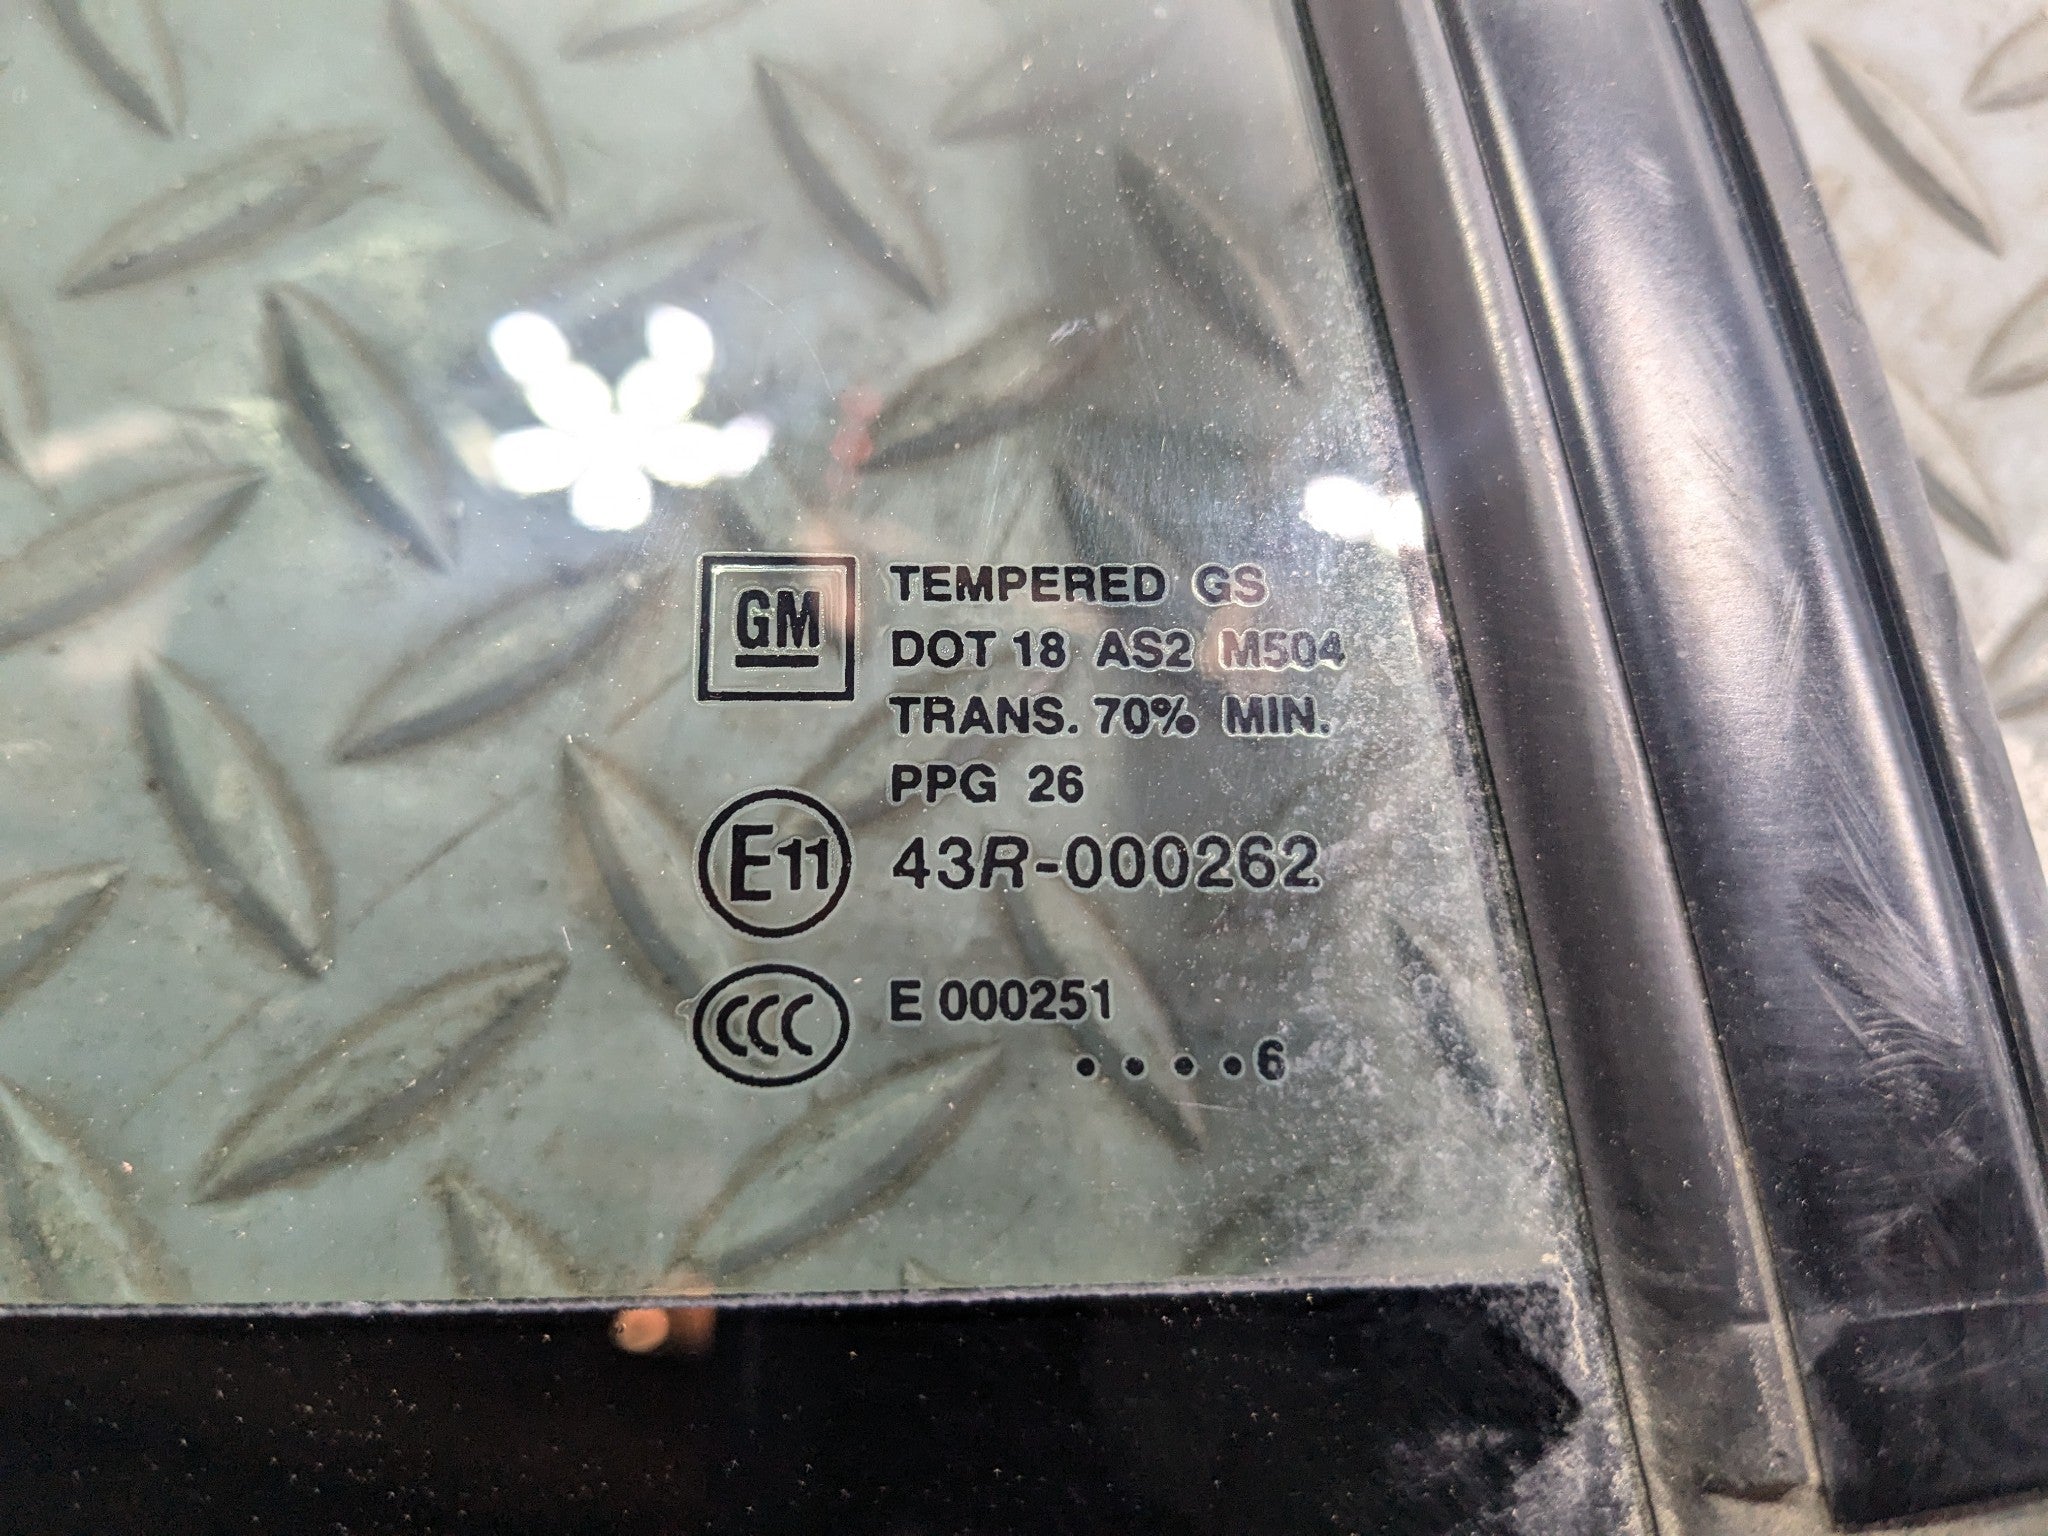 GM
TEMPERED GS
DOT 18 AS2 M504
TRANS. 70% MIN.
PPG 26
E11 43R-000262
CCC E 000251
••••6